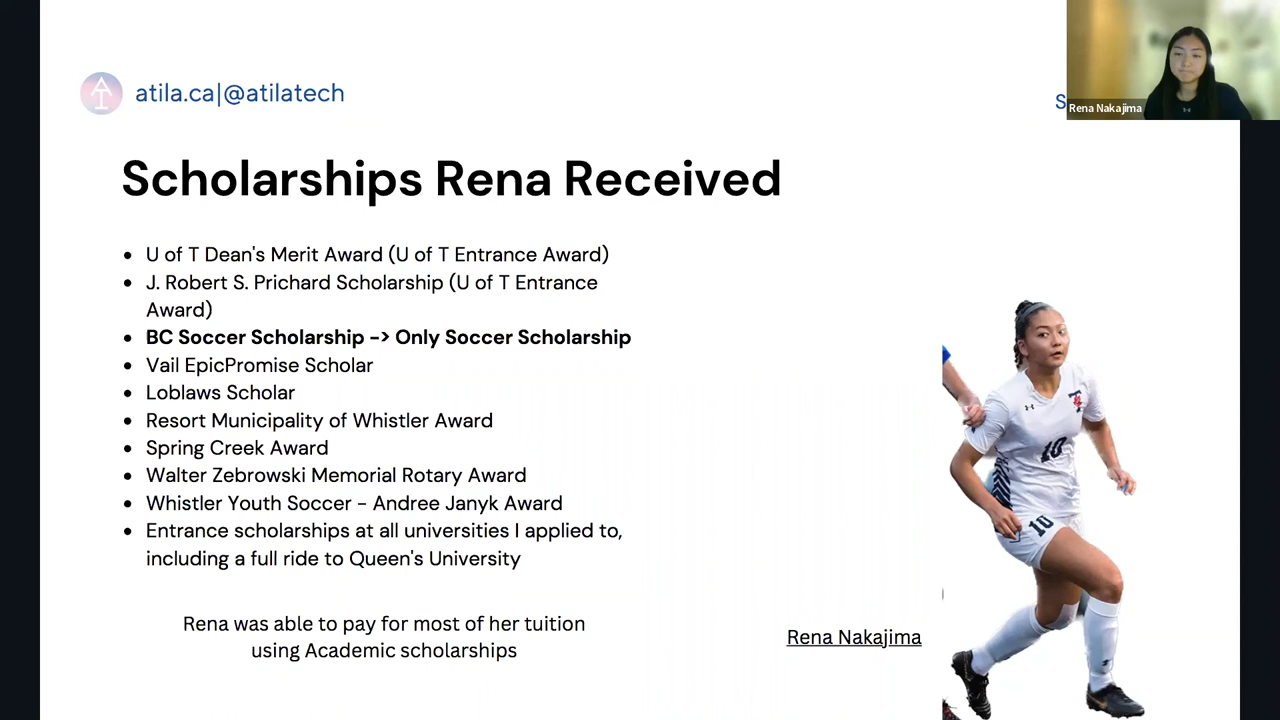 atila.ca|@atilatech
S
Rena Nakajima
Scholarships Rena Received
• U of T Dean's Merit Award (U of T Entrance Award)
• J. Robert S. Prichard Scholarship (U of T Entrance
Award)
• BC Soccer Scholarship -> Only Soccer Scholarship
• Vail EpicPromise Scholar
• Loblaws Scholar
• Resort Municipality of Whistler Award
• Spring Creek Award
• Walter Zebrowski Memorial Rotary Award
• Whistler Youth Soccer - Andree Janyk Award
• Entrance scholarships at all universities I applied to,
including a full ride to Queen's University
10
10
Rena was able to pay for most of her tuition
using Academic scholarships
Rena Nakajima